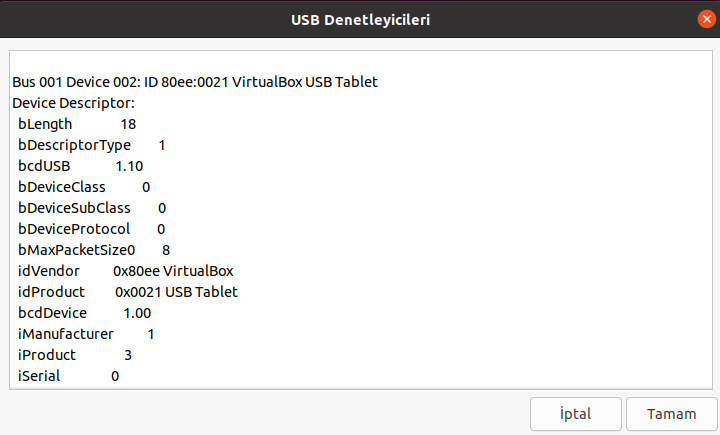 USB Denetleyicileri
Bus 001 Device 002: ID 80ee:0021 VirtualBox USB Tablet
Device Descriptor:
bLength 18
bDescriptorType 1
bcdUSB 1.10
bDeviceClass 0
bDeviceSubClass 0
bDeviceProtocol 0
bMaxPacketSize0 8
idVendor 0x80ee VirtualBox
idProduct 0x0021 USB Tablet
bcdDevice 1.00
iManufacturer 1
iProduct 3
iSerial 0
İptal Tamam